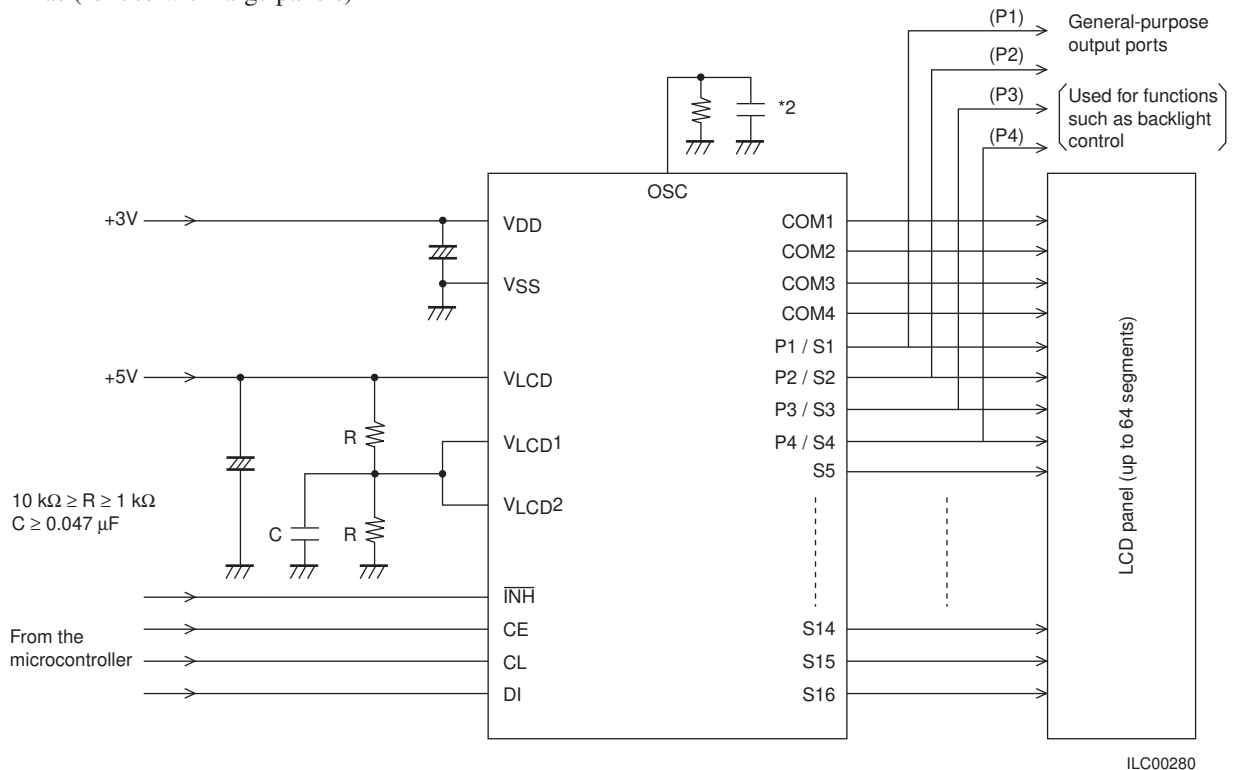 (P1)
General-purpose
output ports
(P2)
(P3)
Used for functions
such as backlight
control
(P4)
*2
OSC
+3V
VDD
VSS
+5V
VLCD
R
VLCD1
VLCD2
10 kΩ ≥ R ≥ 1 kΩ
C ≥ 0.047 μF
C
R
INH
From the
microcontroller
CE
CL
DI
COM1
COM2
COM3
COM4
P1 / S1
P2 / S2
P3 / S3
P4 / S4
S5
S14
S15
S16
LCD panel (up to 64 segments)
ILC00280